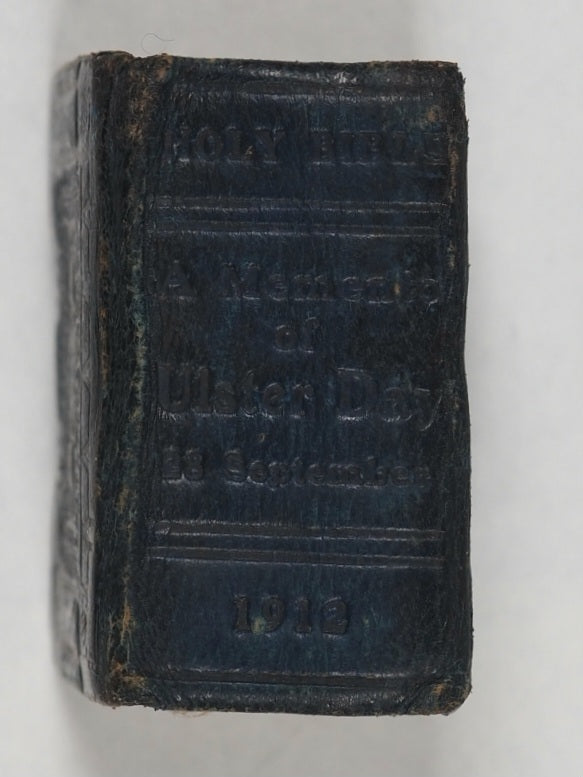 HOLY BIBLE
A Memento
of
Ulster Day
28 September
1912